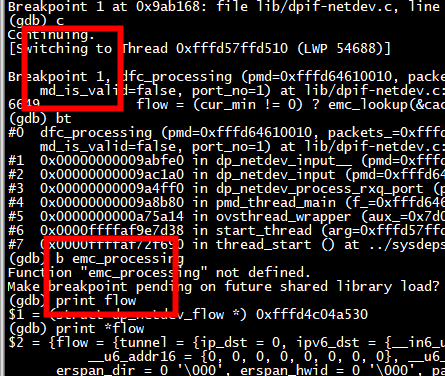 Breakpoint 1 at 0x9ab168: file lib/dpif-netdev.c, line
(gdb) c
Continuing.
[Switching to Thread 0xfffd57ffd510 (LWP 54688)]
Breakpoint 1, dfc_processing (pmd=0xfffd64610010, packe
md_is_valid=false, port_no=1) at lib/dpif-netdev.c:
6649 flow = (cur_min != 0) ? emc_lookup(&cac
(gdb) bt
#0 dfc_processing (pmd=0xfffd64610010, packets_=0xfffd
md_is_valid=false, port_no=1) at lib/dpif-netdev.c:
#1 0x00000000009abfe0 in dp_netdev_input__ (pmd=0xfffd
#2 0x00000000009ac1a0 in dp_netdev_input (pmd=0xfffd64
#3 0x00000000009a4ff0 in dp_netdev_process_rxq_port (p
#4 0x00000000009a8b80 in pmd_thread_main (f_=0xfffd646
#5 0x0000000000a75a14 in ovsthread_wrapper (aux_=0x7d0
#6 0x0000ffffaf9e7d38 in start_thread (arg=0xfffd57ffd
#7 in thread_start () at ../sysdeps
(gdb) b emc_processing
Function "emc_processing" not defined.
Make breakpoint pending on future shared library load?
(gdb) print flow
$1 = (struct dp_netdev_flow *) 0xfffd4c04a530
(gdb) print *flow
$2 = {flow = {tunnel = {ip_dst = 0, ipv6_dst = {__in6_u
__u6_addr16 = {0, 0, 0, 0, 0, 0, 0, 0}, __u6
erspan_dir = 0 '\000', erspan_hwid = 0 '\000', pa